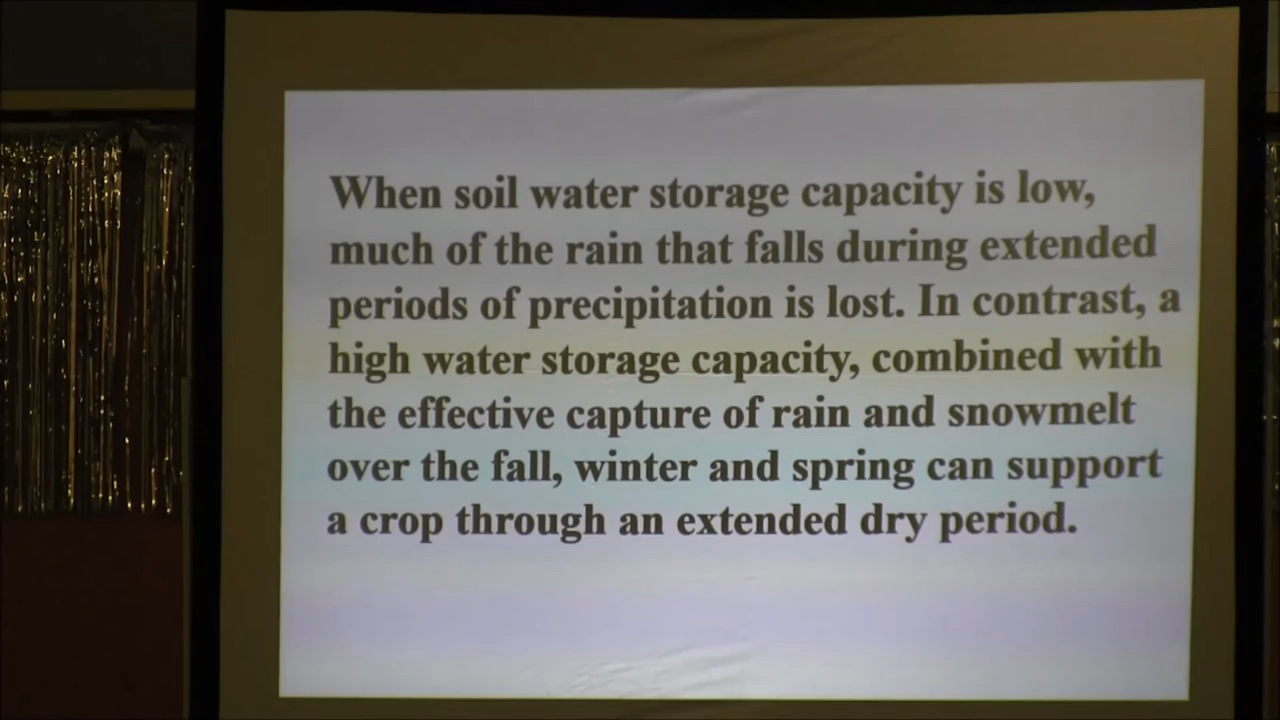 When soil water storage capacity is low,
much of the rain that falls during extended
periods of precipitation is lost. In contrast, a
high water storage capacity, combined with
the effective capture of rain and snowmelt
over the fall, winter and spring can support
a crop through an extended dry period.